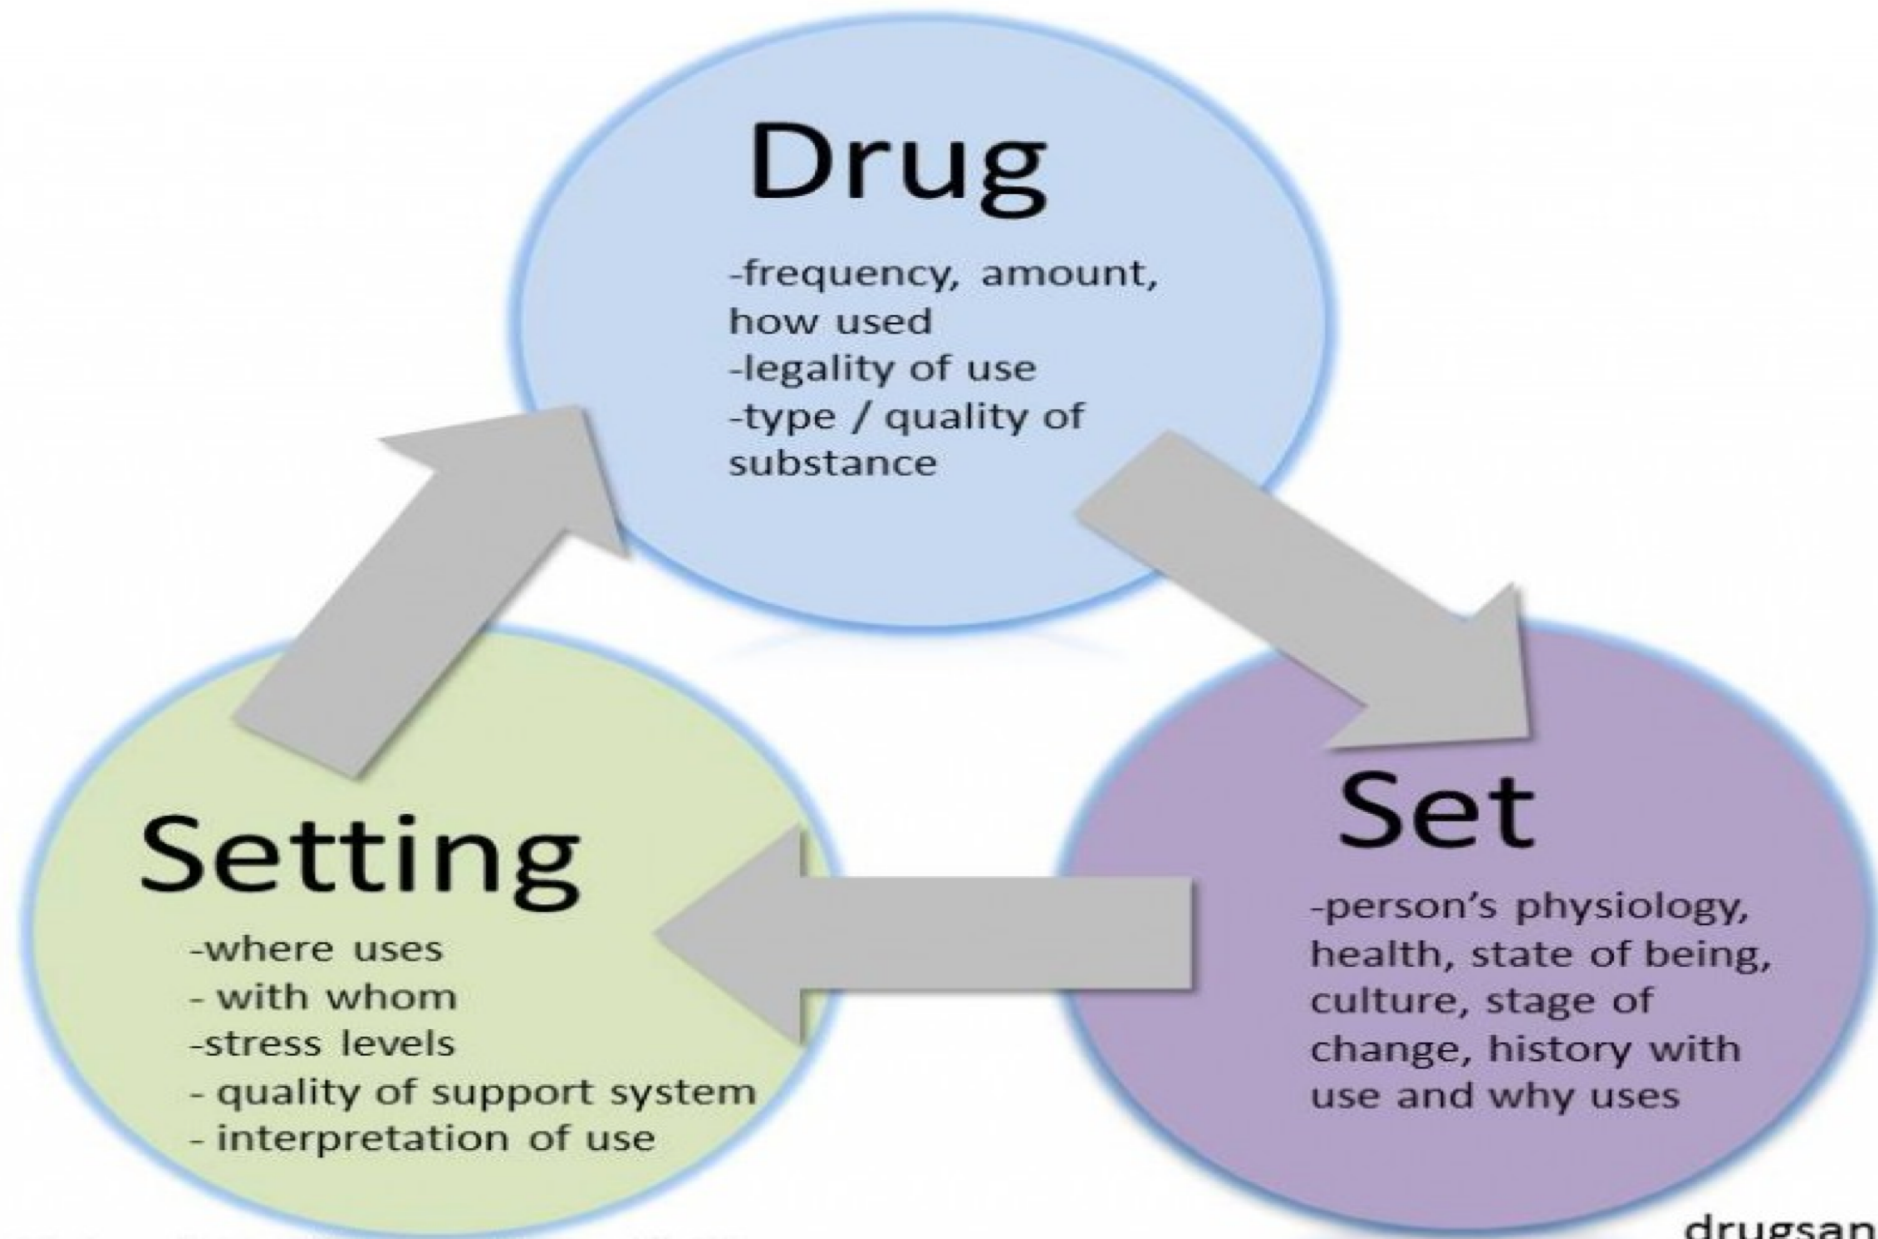 Drug
-frequency, amount,
how used
-legality of use
-type / quality of
substance
Setting
-where uses
- with whom
-stress levels
- quality of support system
- interpretation of use
Set
-person's physiology,
health, state of being,
culture, stage of
change, history with
use and why uses
drugsan